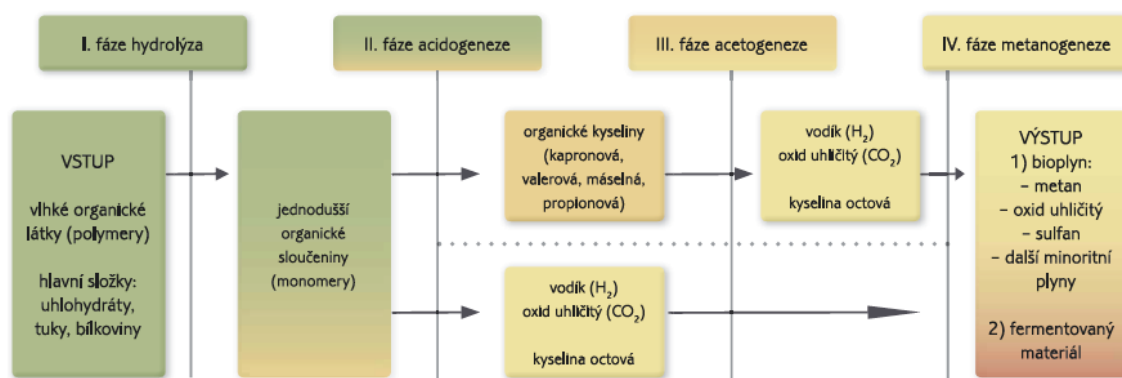 I. fáze hydrolýza
II. fáze acidogeneze
III. fáze acetogeneze
IV. fáze metanogeneze
VSTUP
vlhké organické
látky (polymery)
hlavní složky:
uhlohydráty,
tuky, bílkoviny
jednodušší
organické
sloučeniny
(monomery)
organické kyseliny
(kapronová,
valerová, máselná,
propionová)
vodík (H₂)
oxid uhličitý (CO₂)
kyselina octová
vodík (H₂)
oxid uhličitý (CO₂)
kyselina octová
VÝSTUP
1) bioplyn:
– metan
– oxid uhličitý
– sulfan
– další minoritní
plyny
2) fermentovaný
materiál